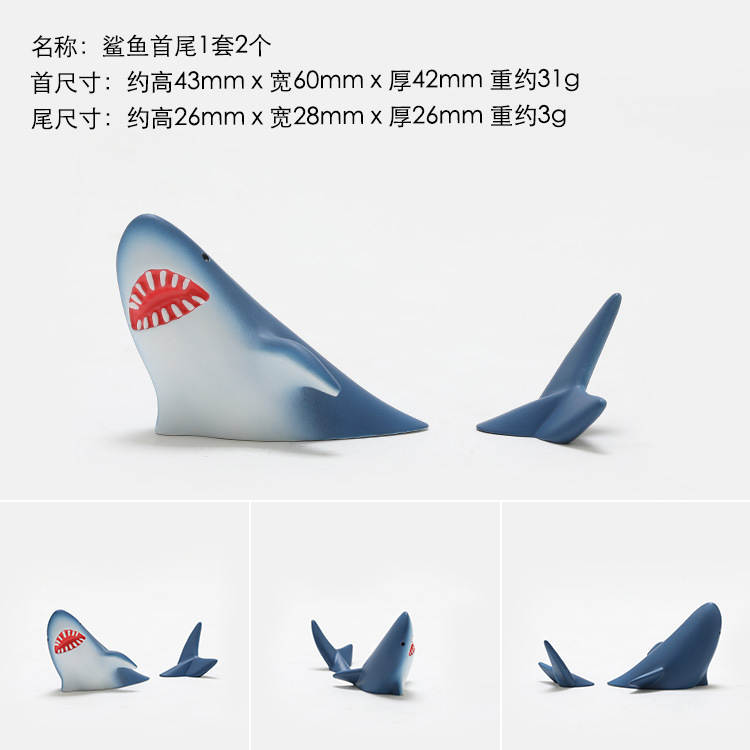 名称：鲨鱼首尾1套2个
首尺寸：约高43mm x 宽60mm x 厚42mm 重约31g
尾尺寸：约高26mm x 宽28mm x 厚26mm 重约3g